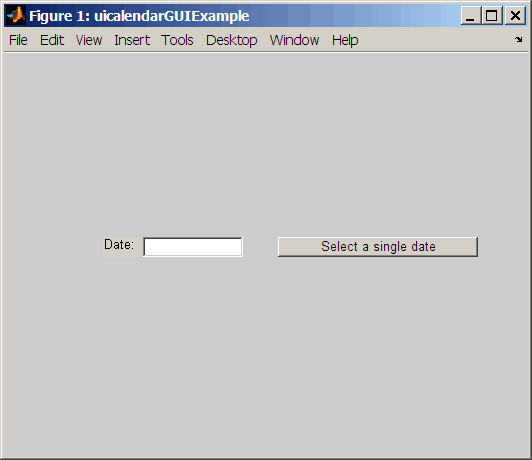 Figure 1: uicalendarGUIExample
File Edit View Insert Tools Desktop Window Help
Date: Select a single date